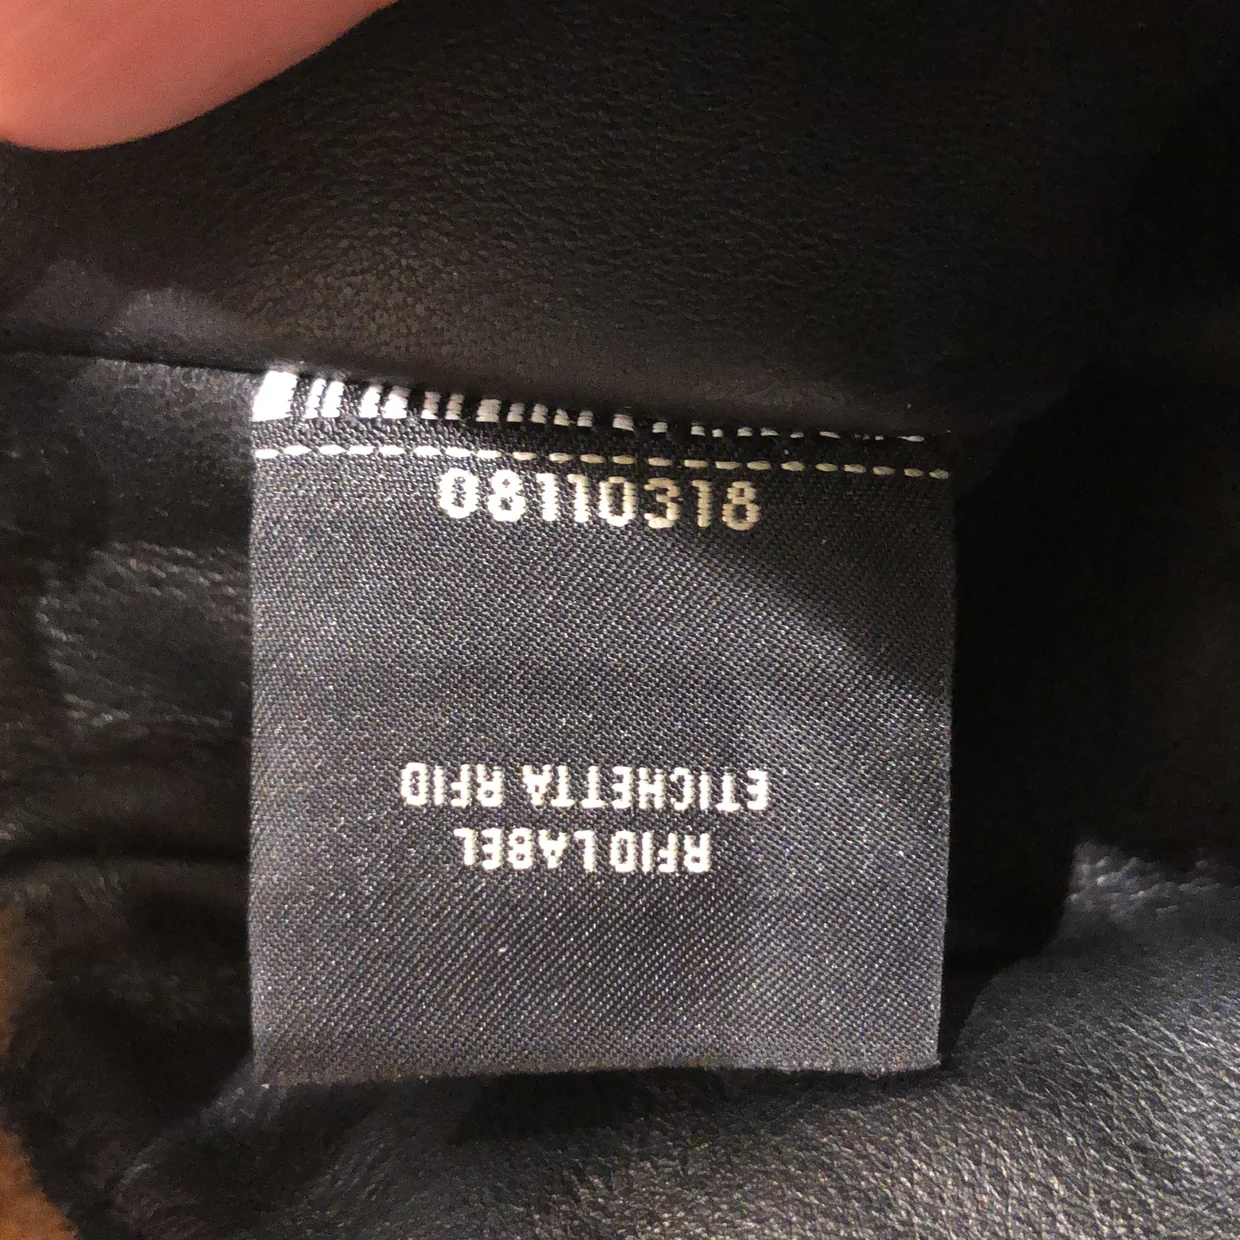 08110318
RFID LABEL
ETICHETTA RFID